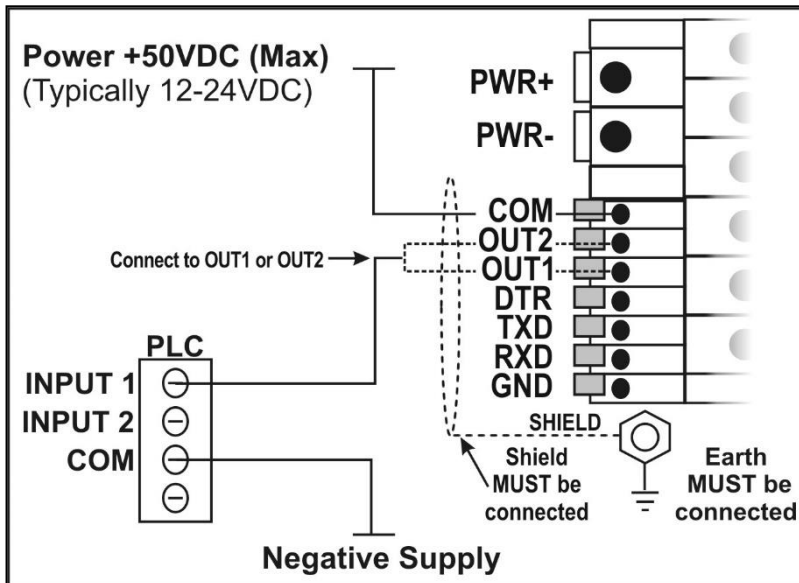 Power +50VDC (Max)
(Typically 12-24VDC)
PWR+
PWR-
COM
OUT2
OUT1
DTR
TXD
RXD
GND
Connect to OUT1 or OUT2
PLC
INPUT 1
INPUT 2
COM
SHIELD
Shield
MUST be
connected
Earth
MUST be
connected
Negative Supply